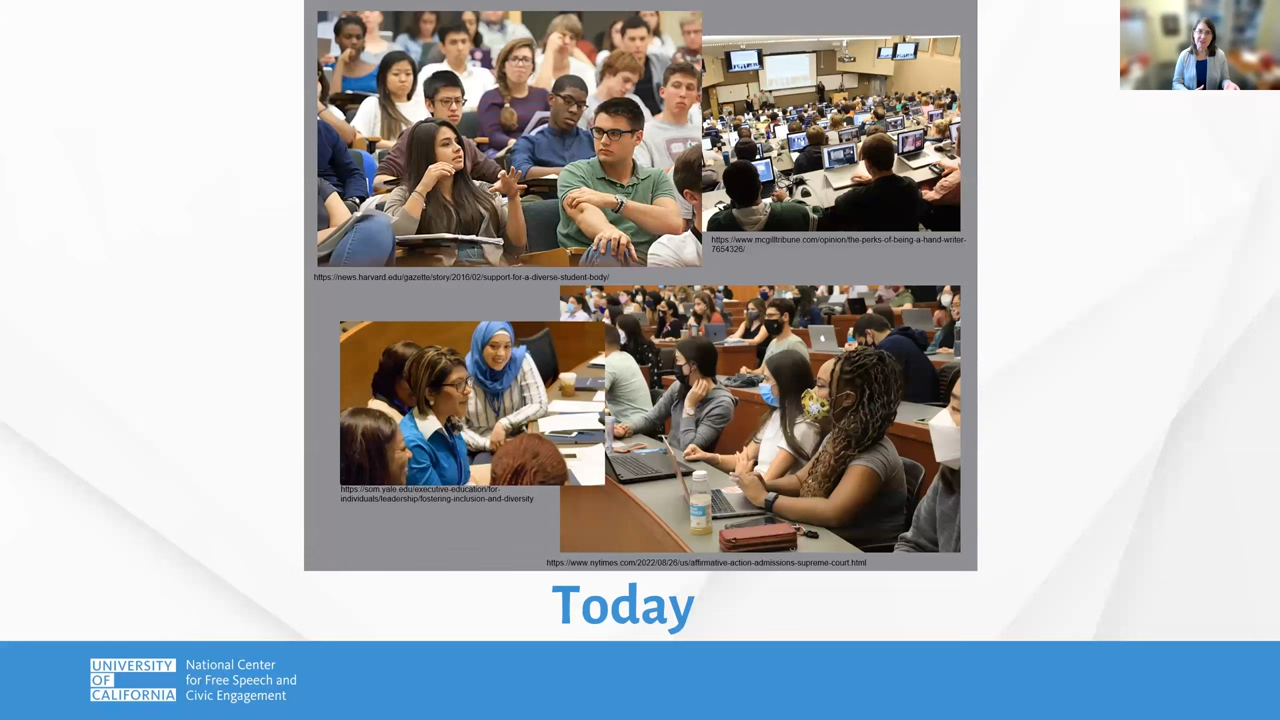 https://www.mcgilltribune.com/opinion/the-perks-of-being-a-hand-writer-
7654326/
https://news.harvard.edu/gazette/story/2016/02/support-for-a-diverse-student-body/
https://som.yale.edu/executive-education/for-
individuals/leadership/fostering-inclusion-and-diversity
https://www.nytimes.com/2022/08/26/us/affirmative-action-admissions-supreme-court.html
Today
UNIVERSITY
OF
CALIFORNIA
National Center
for Free Speech and
Civic Engagement